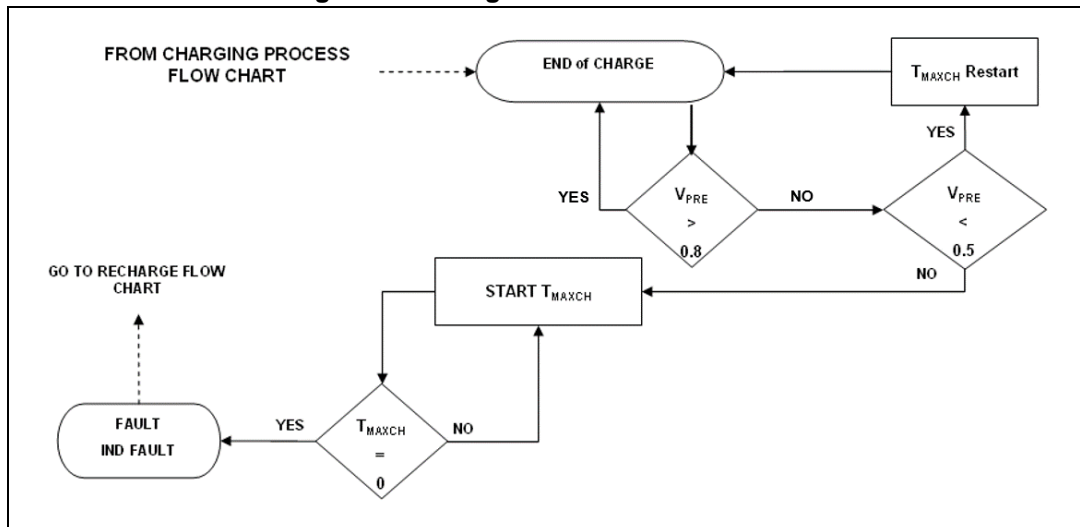 FROM CHARGING PROCESS
FLOW CHART
END of CHARGE
TMAXCH Restart
YES
YES
VPRE
>
0.8
NO
VPRE
<
0.5
NO
GO TO RECHARGE FLOW
CHART
START TMAXCH
FAULT
IND FAULT
YES
TMAXCH
=
0
NO